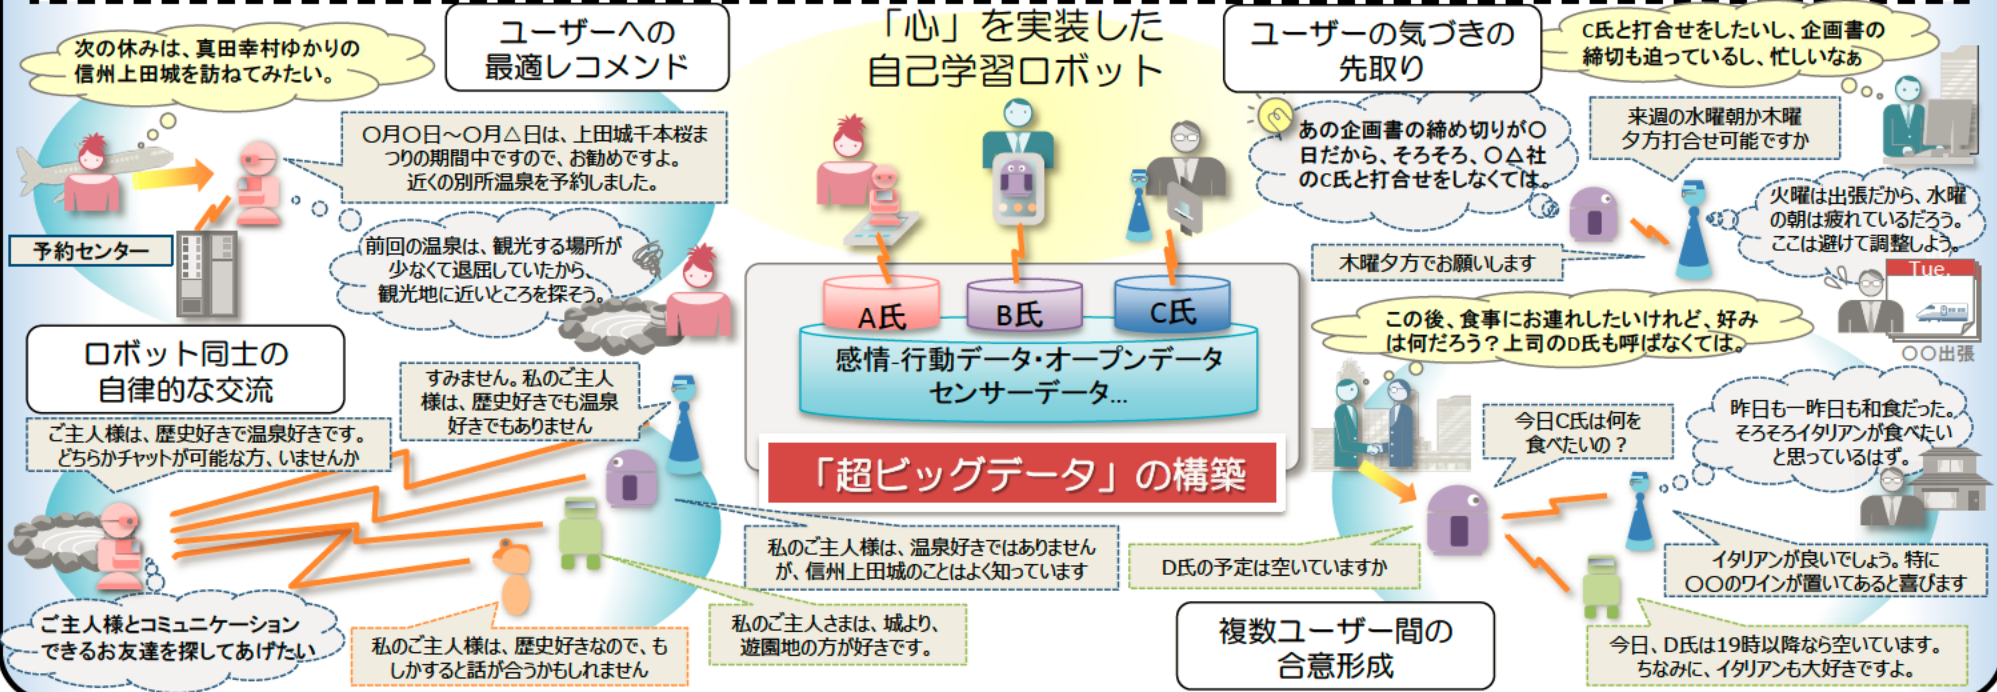 ユーザーへの
最適レコメンド
次の休みは、真田幸村ゆかりの
信州上田城を訪ねてみたい。
〇月〇日～〇月△日は、上田城千本桜ま
つりの期間中ですので、お勧めですよ。
近くの別所温泉を予約しました。
予約センター
前回の温泉は、観光する場所が
少なくて退屈していたから、
観光地に近いところを探そう。
「心」を実装した
自己学習ロボット
A氏
B氏
C氏
感情-行動データ・オープンデータ
センサーデータ…
「超ビッグデータ」の構築
ユーザーの気づきの
先取り
C氏と打合せをしたいし、企画書の
締切も迫っているし、忙しいなぁ
あの企画書の締め切りが〇
日だから、そろそろ、〇△社
のC氏と打合せをしなくては。
来週の水曜朝か木曜
夕方打合せ可能ですか
火曜は出張だから、水曜
の朝は疲れているだろう。
ここは避けて調整しよう。
木曜夕方でお願いします
Tue.
〇〇出張
ロボット同士の
自律的な交流
すみません。私のご主人
様は、歴史好きでも温泉
好きでもありません
ご主人様は、歴史好きで温泉好きです。
どちらかチャットが可能な方、いませんか
私のご主人様は、温泉好きではありません
が、信州上田城のことはよく知っています
私のご主人さまは、城より、
遊園地の方が好きです。
私のご主人様は、歴史好きなので、も
しかすると話が合うかもしれません
ご主人様とコミュニケーション
できるお友達を探してあげたい
この後、食事にお連れしたいけれど、好み
は何だろう？上司のD氏も呼ばなくては。
今日C氏は何を
食べたいの？
昨日も一昨日も和食だった。
そろそろイタリアンが食べたい
と思っているはず。
イタリアンが良いでしょう。特に
〇〇のワインが置いてあると喜びます
D氏の予定は空いていますか
今日、D氏は19時以降なら空いています。
ちなみに、イタリアンも大好きですよ。
複数ユーザー間の
合意形成